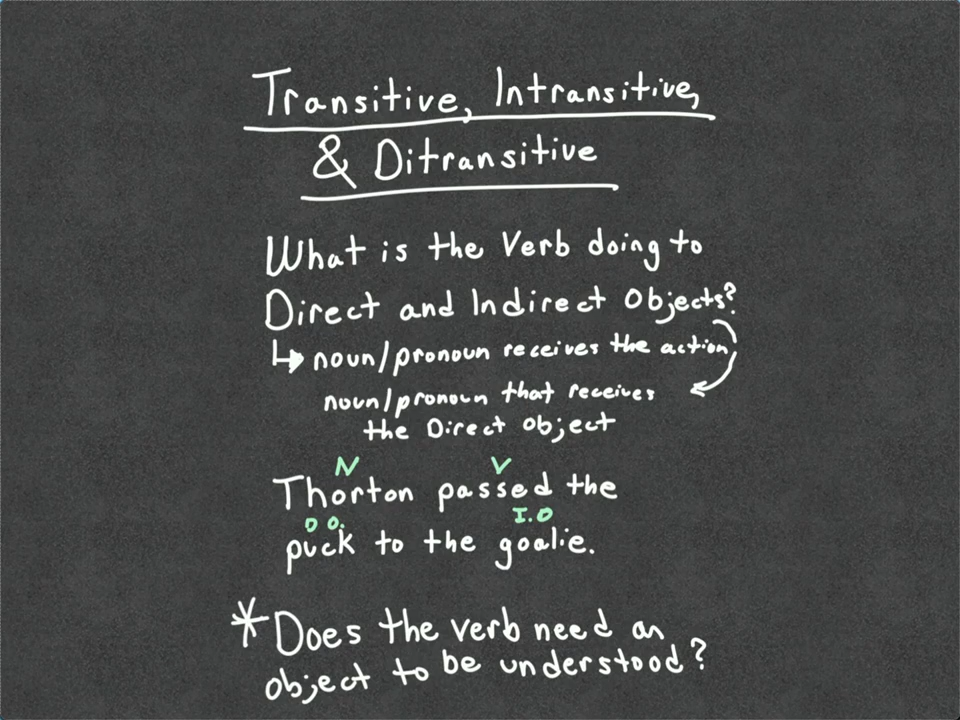 Transitive, Intransitive,
& Ditransitive
What is the Verb doing to
Direct and Indirect Objects?
↳ noun/pronoun receives the action
noun/pronoun that receives
the Direct Object
N V
Thorton passed the
D O. I.O
puck to the goalie.
*Does the verb need an
object to be understood?